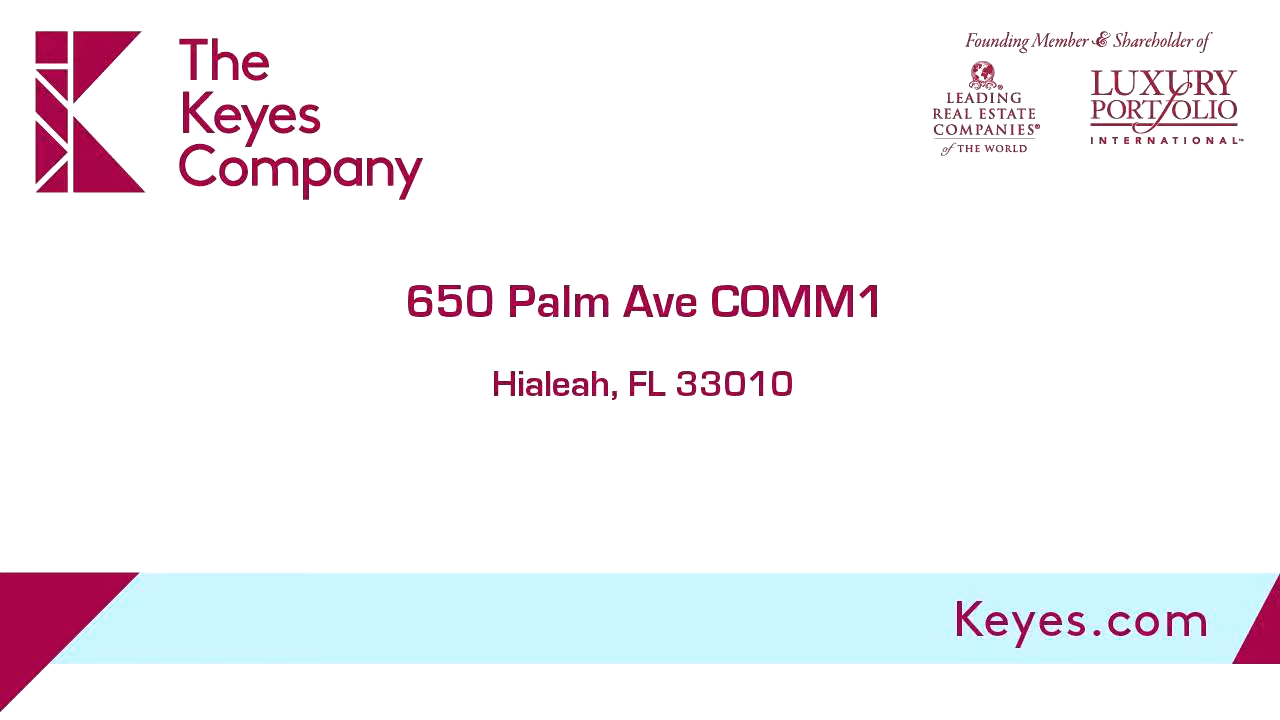 The
Keyes
Company
Founding Member & Shareholder of
LEADING
REAL ESTATE
COMPANIES®
of THE WORLD
LUXURY
PORTFOLIO
INTERNATIONAL™
650 Palm Ave COMM1
Hialeah, FL 33010
Keyes.com